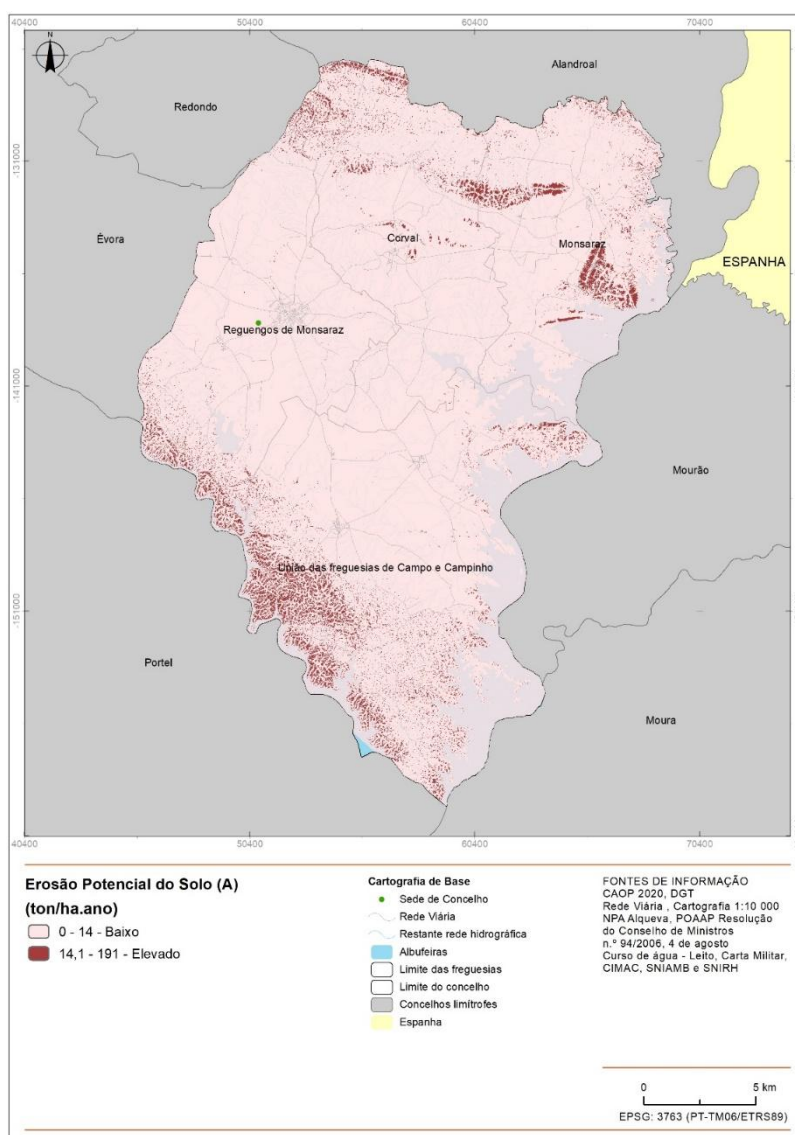 40400
50400
60400
70400
N
Alandroal
Redondo
-131000
Évora
Corval
Monsaraz
ESPANHA
Reguengos de Monsaraz
-141000
Mourão
União das freguesias de Campo e Campinho
-151000
Portel
Moura
40400
50400
60400
70400
Erosão Potencial do Solo (A)
(ton/ha.ano)
0 - 14 - Baixo
14,1 - 191 - Elevado
Cartografia de Base
Sede de Concelho
Rede Viária
Restante rede hidrográfica
Albufeiras
Limite das freguesias
Limite do concelho
Concelhos limítrofes
Espanha
FONTES DE INFORMAÇÃO
CAOP 2020, DGT
Rede Viária , Cartografia 1:10 000
NPA Alqueva, POAAP Resolução
do Conselho de Ministros
n.º 94/2006, 4 de agosto
Curso de água - Leito, Carta Militar,
CIMAC, SNIAMB e SNIRH
0 5 km
EPSG: 3763 (PT-TM06/ETRS89)